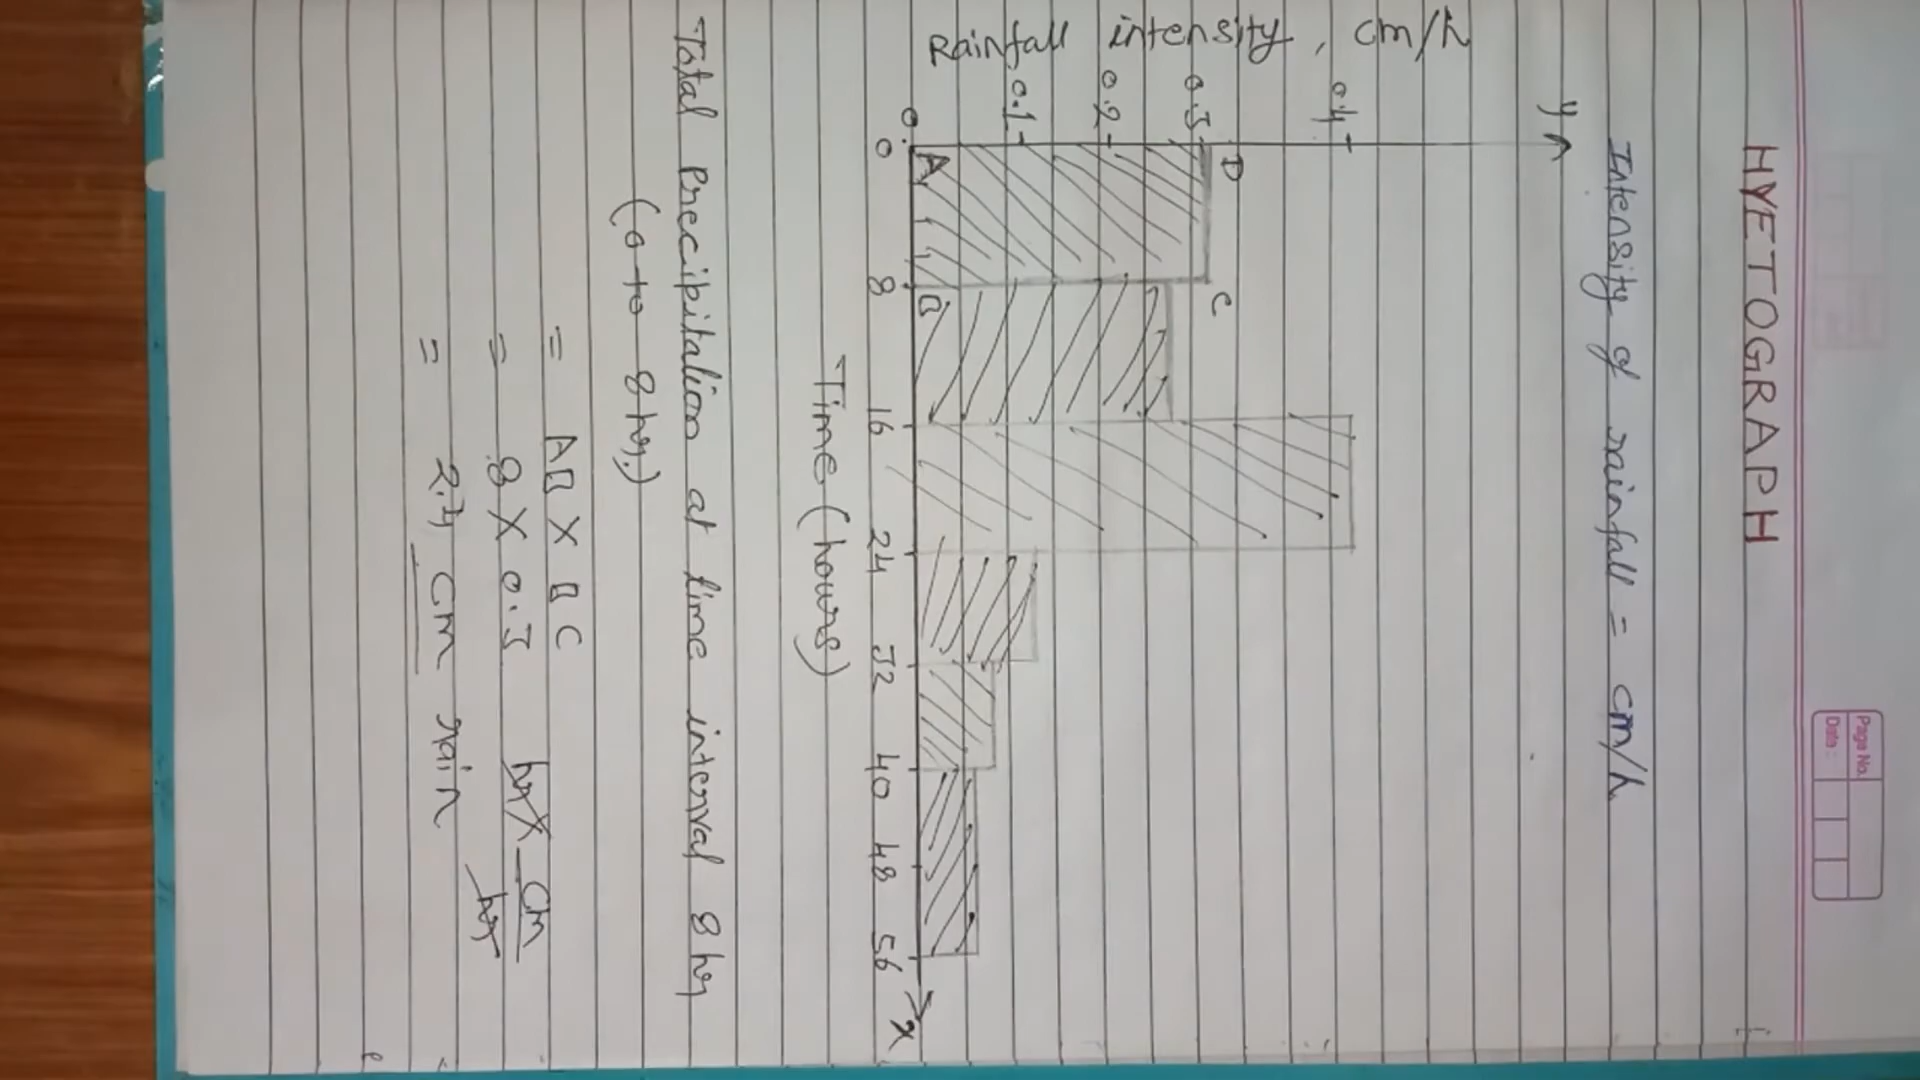 Page No.
Date:
HYETOGRAPH
Intensity of rainfall = cm/h
y
Rainfall intensity, cm/h
0.4
0.3
0.2
0.1
0
D
C
A
B
0 8 16 24 32 40 48 56
x
Time (hours)
Total Precipitation at time interval 8 hr
(0 to 8 hr.)
= AB X BC
= 8 X 0.3 hr X cm/hr
= 2.4 cm rain